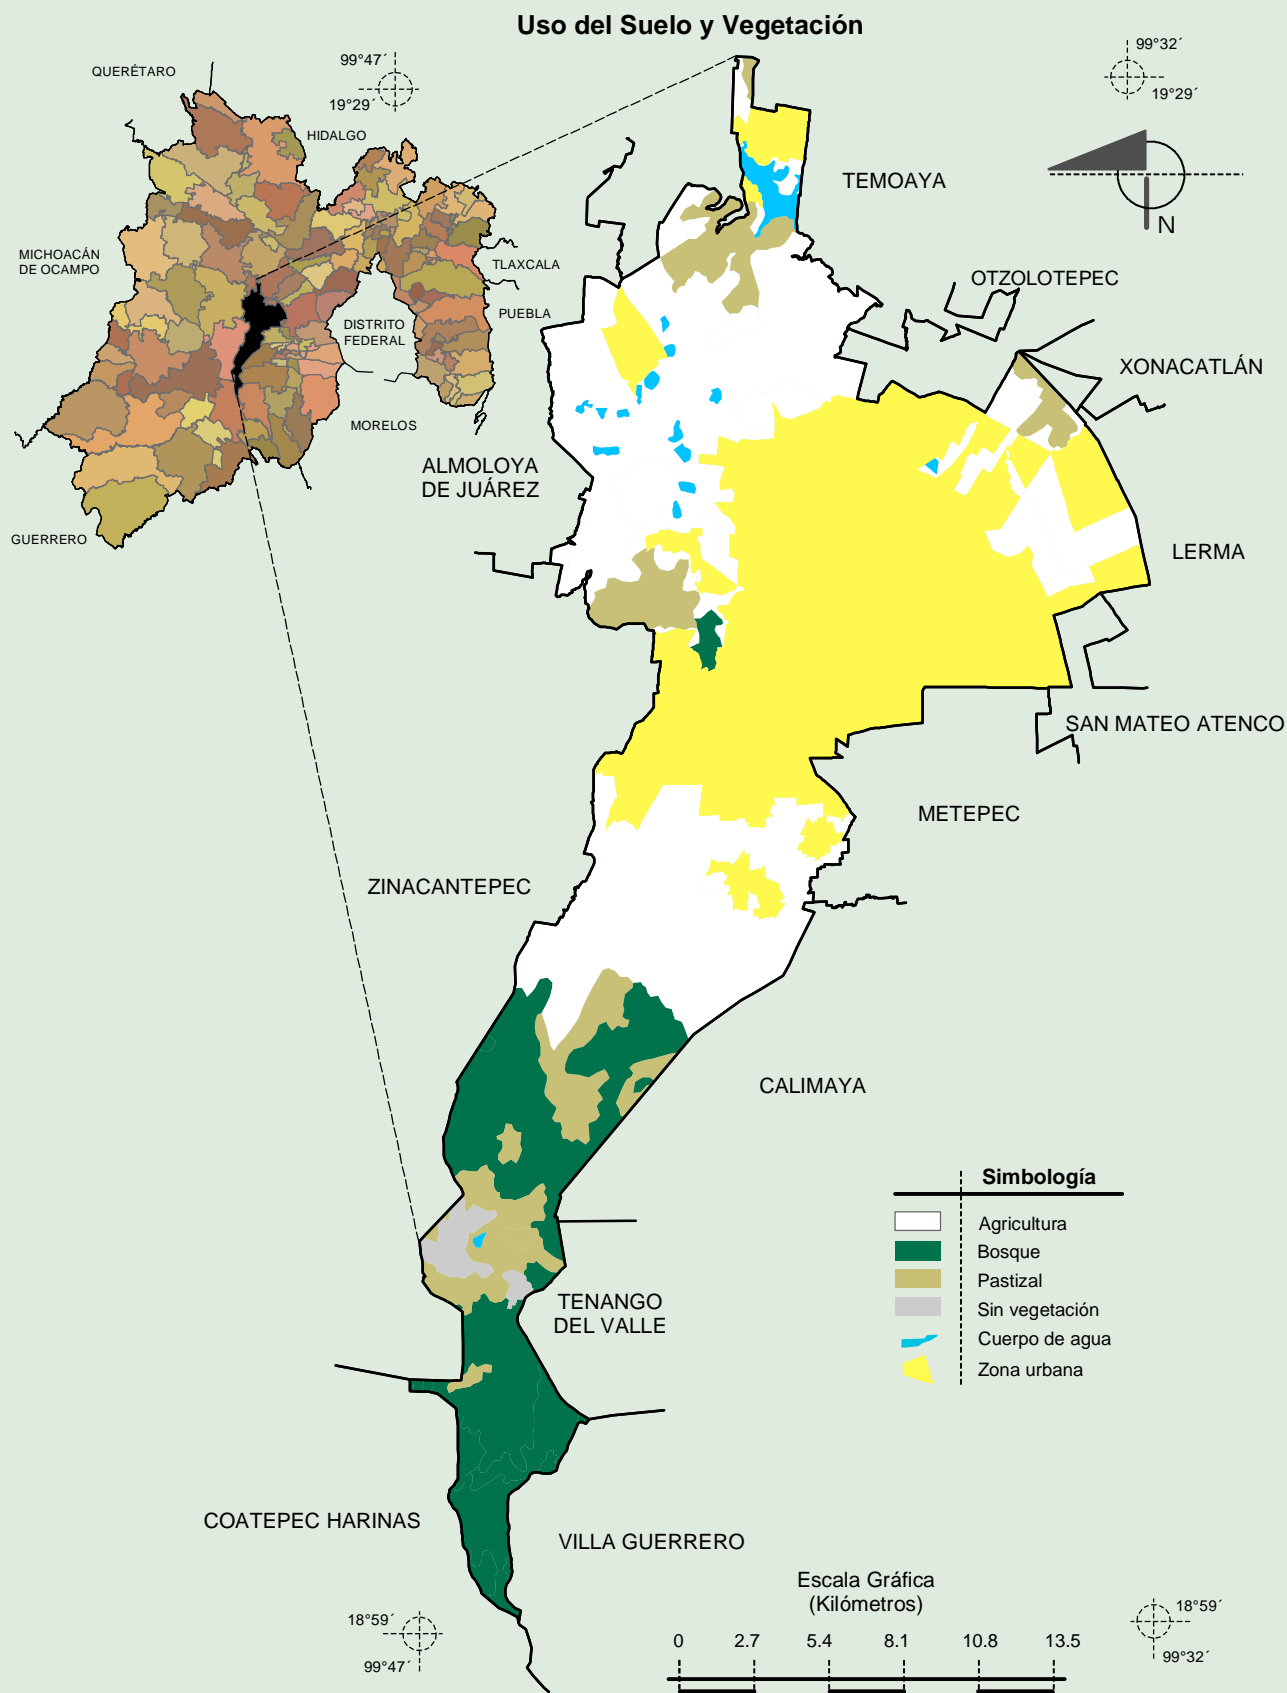 Uso del Suelo y Vegetación
99°47´
19°29´
99°32´
19°29´
QUERÉTARO
HIDALGO
MICHOACÁN
DE OCAMPO
TLAXCALA
PUEBLA
DISTRITO
FEDERAL
MORELOS
GUERRERO
N
TEMOAYA
OTZOLOTEPEC
XONACATLÁN
ALMOLOYA
DE JUÁREZ
LERMA
SAN MATEO ATENCO
METEPEC
ZINACANTEPEC
CALIMAYA
TENANGO
DEL VALLE
COATEPEC HARINAS
VILLA GUERRERO
Simbología
Agricultura
Bosque
Pastizal
Sin vegetación
Cuerpo de agua
Zona urbana
Escala Gráfica
(Kilómetros)
0 2.7 5.4 8.1 10.8 13.5
18°59´
99°47´
18°59´
99°32´